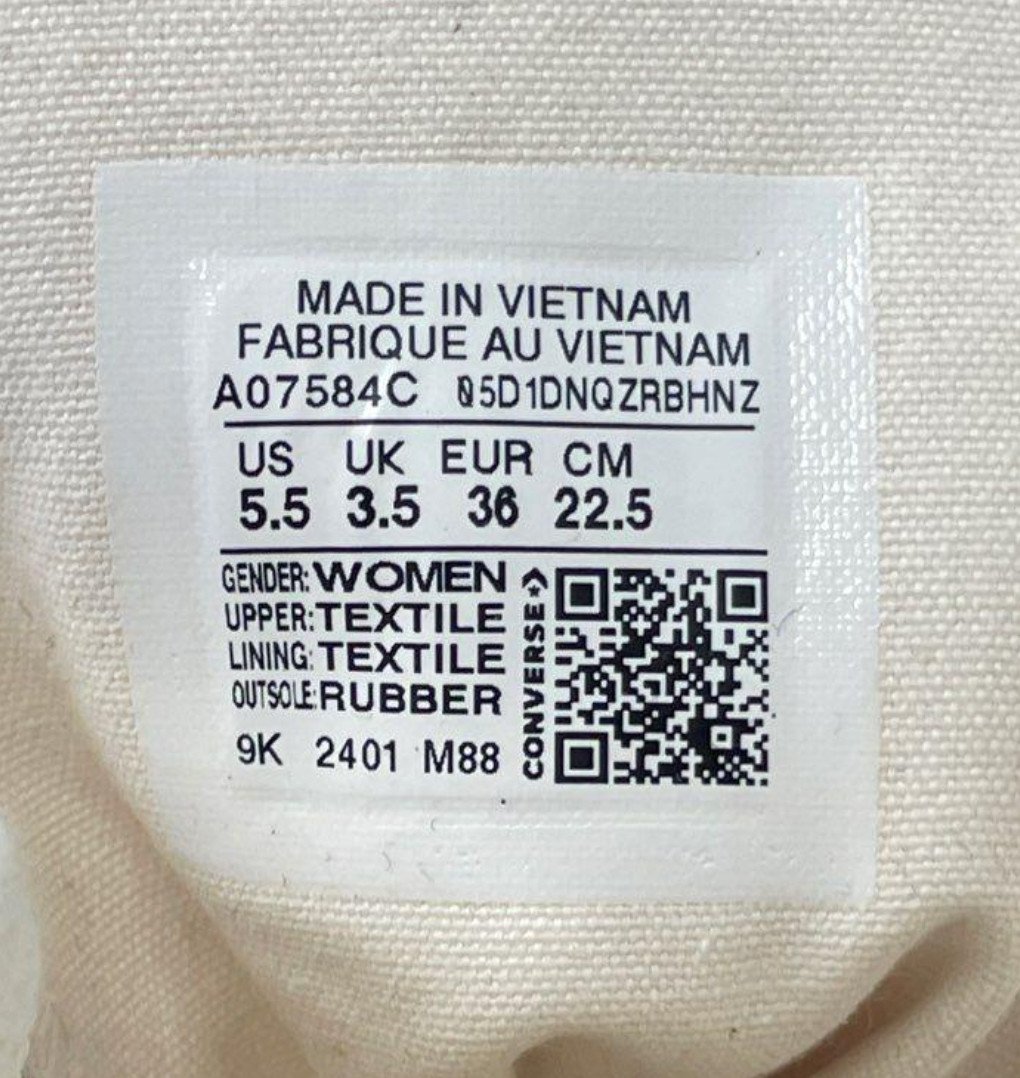 MADE IN VIETNAM
FABRIQUE AU VIETNAM
A07584C 05D1DNQZRBHNZ
US UK EUR CM
5.5 3.5 36 22.5
GENDER: WOMEN
UPPER: TEXTILE
LINING: TEXTILE
OUTSOLE: RUBBER
9K 2401 M88
CONVERSE